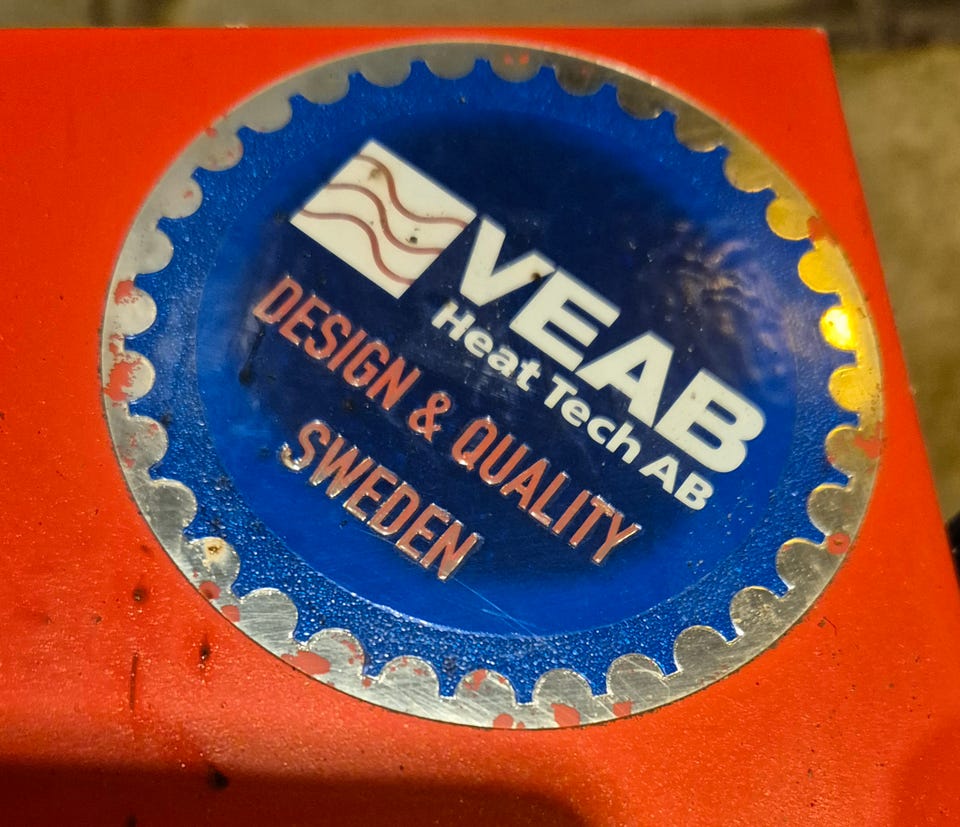 VEAB
Heat Tech AB
DESIGN & QUALITY
SWEDEN